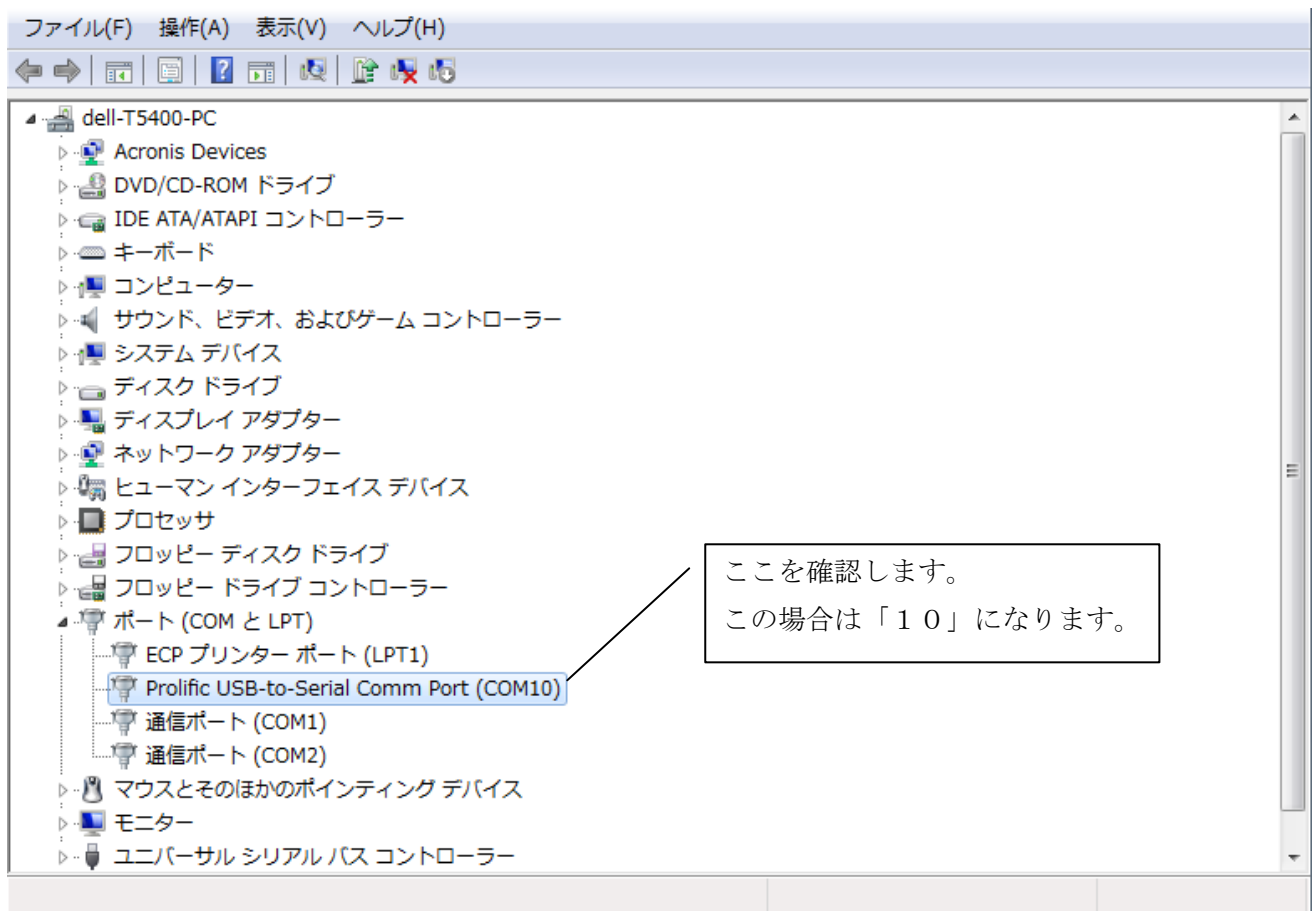 ファイル(F) 操作(A) 表示(V) ヘルプ(H)
dell-T5400-PC
Acronis Devices
DVD/CD-ROM ドライブ
IDE ATA/ATAPI コントローラー
キーボード
コンピューター
サウンド、ビデオ、およびゲーム コントローラー
システム デバイス
ディスク ドライブ
ディスプレイ アダプター
ネットワーク アダプター
ヒューマン インターフェイス デバイス
プロセッサ
フロッピー ディスク ドライブ
フロッピー ドライブ コントローラー
ポート (COM と LPT)
ECP プリンター ポート (LPT1)
Prolific USB-to-Serial Comm Port (COM10)
通信ポート (COM1)
通信ポート (COM2)
マウスとそのほかのポインティング デバイス
モニター
ユニバーサル シリアル バス コントローラー
ここを確認します。
この場合は「１０」になります。